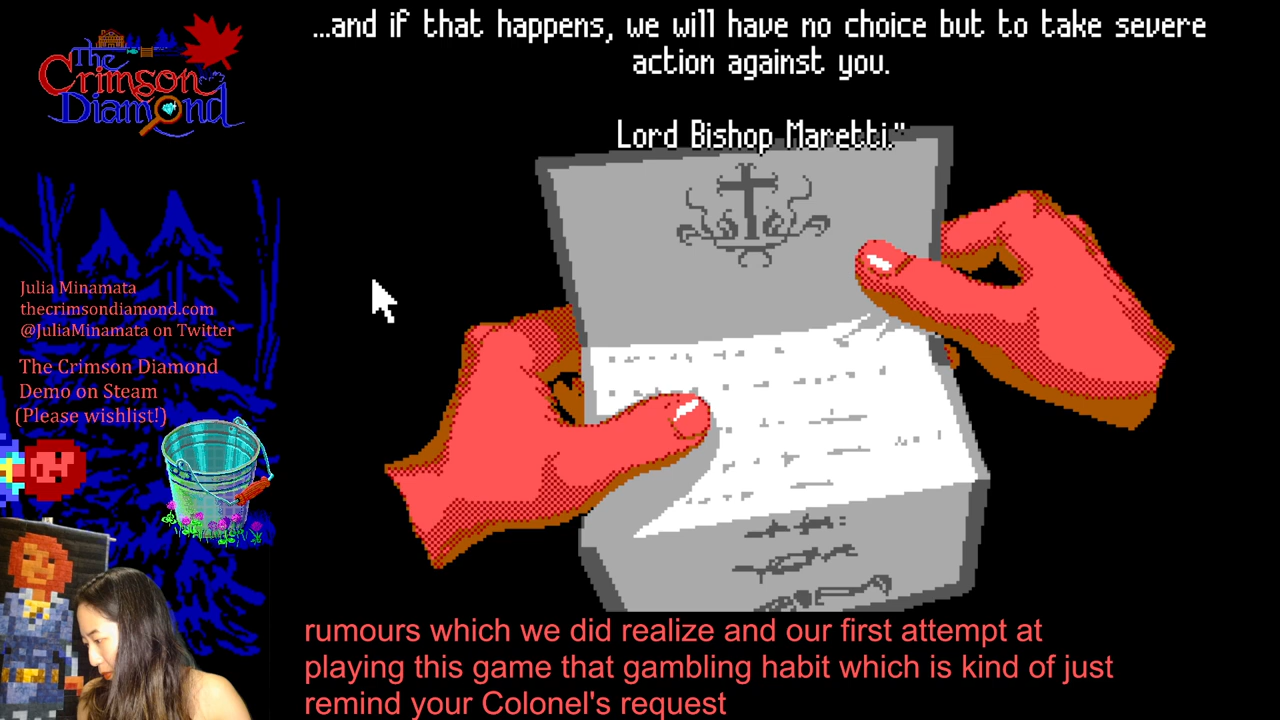 …and if that happens, we will have no choice but to take severe
action against you.
Lord Bishop Maretti."
The
Crimson
Diamond
Julia Minamata
thecrimsondiamond.com
@JuliaMinamata on Twitter
The Crimson Diamond
Demo on Steam
(Please wishlist!)
rumours which we did realize and our first attempt at
playing this game that gambling habit which is kind of just
remind your Colonel's request